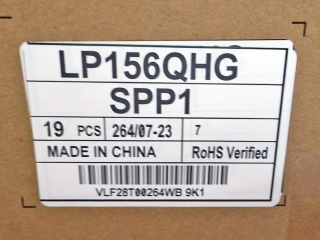 LP156QHG
SPP1
19 PCS 264/07-23 7
MADE IN CHINA RoHS Verified
VLF28T00264WB 9K1